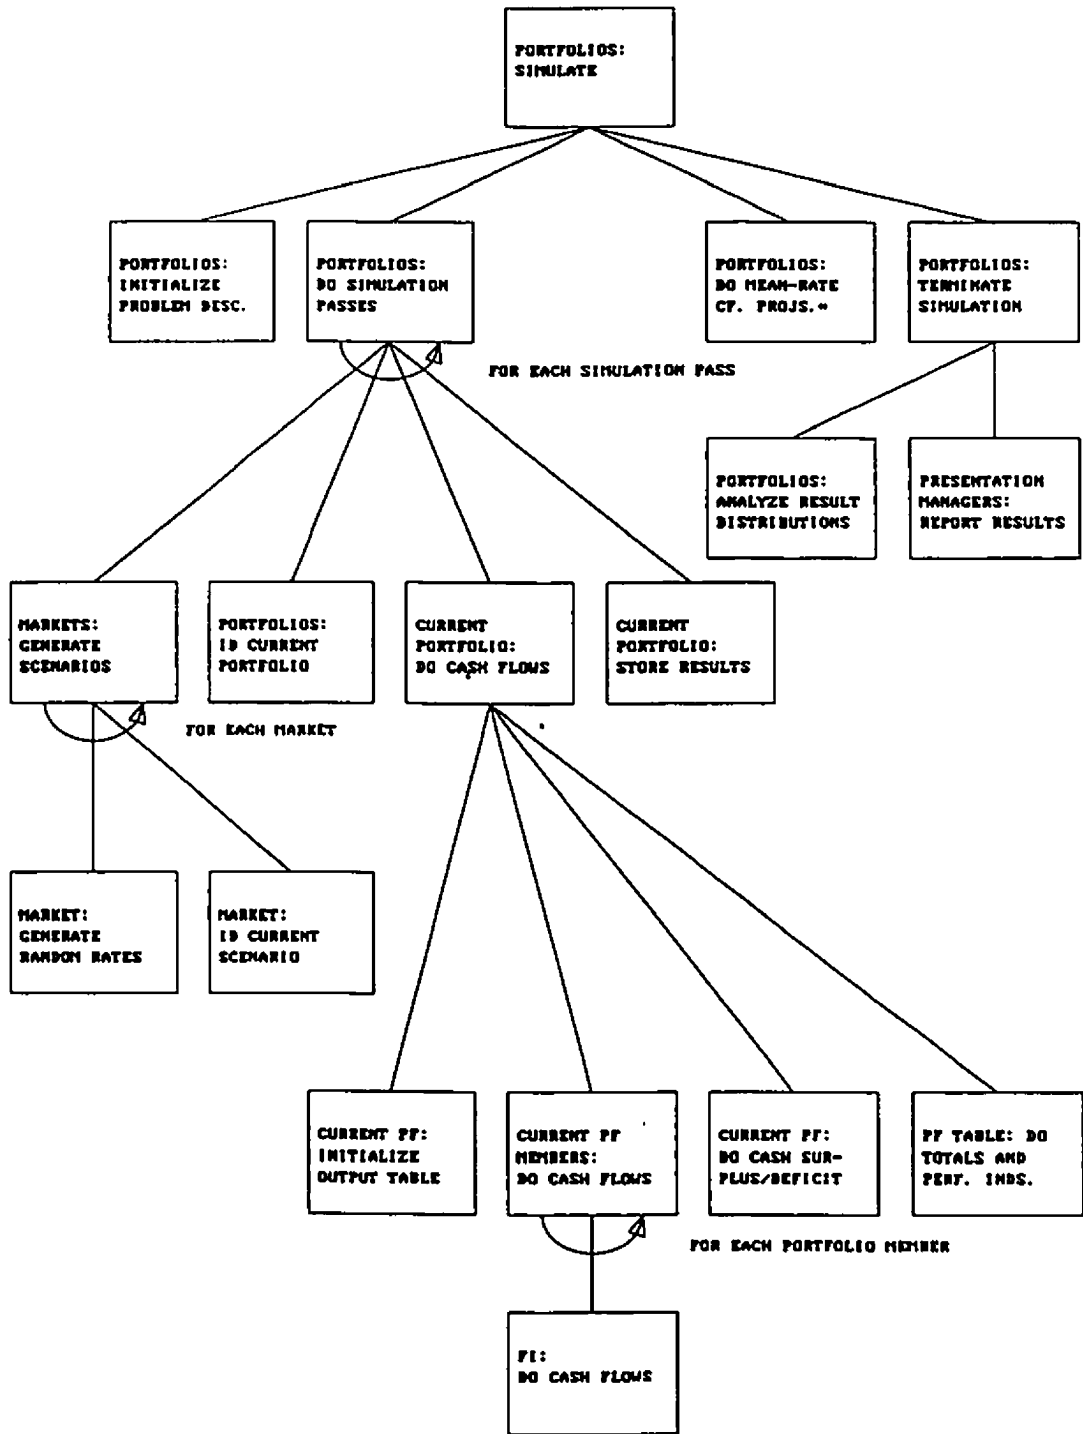 PORTFOLIOS:
SIMULATE
PORTFOLIOS:
INITIALIZE
PROBLEM DESC.
PORTFOLIOS:
DO SIMULATION
PASSES
PORTFOLIOS:
DO MEAN-RATE
CF. PROJS.*
PORTFOLIOS:
TERMINATE
SIMULATION
FOR EACH SIMULATION PASS
PORTFOLIOS:
ANALYZE RESULT
DISTRIBUTIONS
PRESENTATION
MANAGERS:
REPORT RESULTS
MARKETS:
GENERATE
SCENARIOS
PORTFOLIOS:
ID CURRENT
PORTFOLIO
CURRENT
PORTFOLIO:
DO CASH FLOWS
CURRENT
PORTFOLIO:
STORE RESULTS
FOR EACH MARKET
MARKET:
GENERATE
RANDOM RATES
MARKET:
ID CURRENT
SCENARIO
CURRENT PF:
INITIALIZE
OUTPUT TABLE
CURRENT PF
MEMBERS:
DO CASH FLOWS
CURRENT PF:
DO CASH SUR-
PLUS/DEFICIT
PF TABLE: DO
TOTALS AND
PERF. INDS.
FOR EACH PORTFOLIO MEMBER
FI:
DO CASH FLOWS